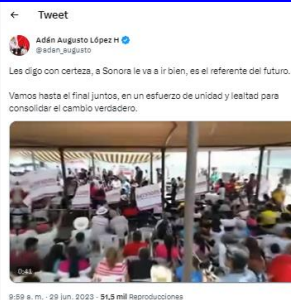 ← Tweet
Adán Augusto López H
@adan_augusto
Les digo con certeza, a Sonora le va a ir bien, es el referente del futuro.
Vamos hasta el final juntos, en un esfuerzo de unidad y lealtad para
consolidar el cambio verdadero.
0:41
9:59 a. m. · 29 jun. 2023 · 51,5 mil Reproducciones